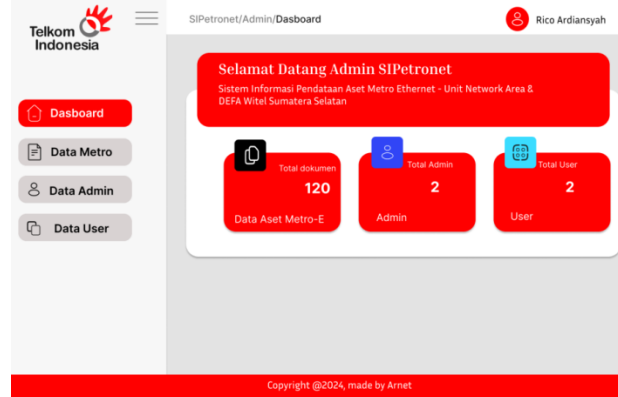 Telkom
Indonesia
SIPetronet/Admin/Dasboard
Rico Ardiansyah
Dasboard
Data Metro
Data Admin
Data User
Selamat Datang Admin SIPetronet
Sistem Informasi Pendataan Aset Metro Ethernet - Unit Network Area &
DEFA Witel Sumatera Selatan
Total dokumen
120
Data Aset Metro-E
Total Admin
2
Admin
Total User
2
User
Copyright @2024, made by Arnet